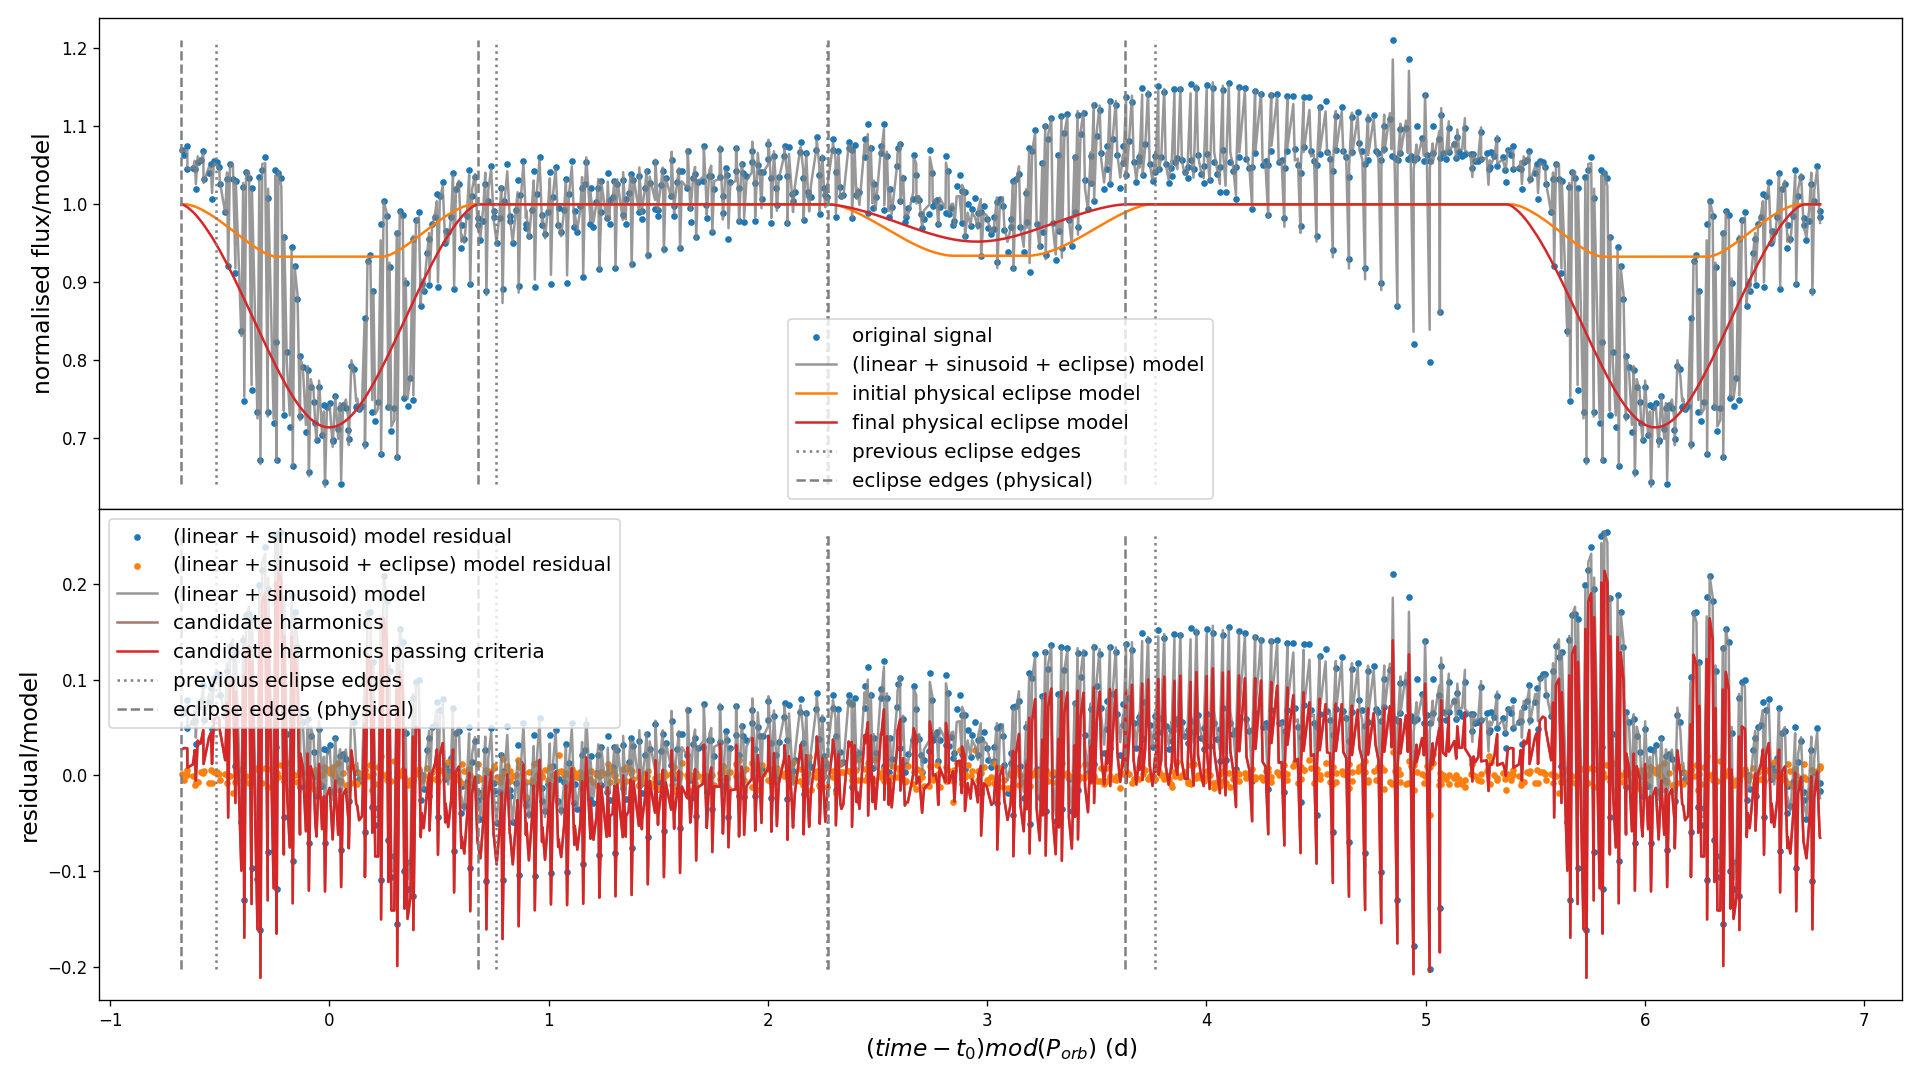 1.2
1.1
1.0
0.9
0.8
0.7
normalised flux/model
original signal
(linear + sinusoid + eclipse) model
initial physical eclipse model
final physical eclipse model
previous eclipse edges
eclipse edges (physical)
(linear + sinusoid) model residual
(linear + sinusoid + eclipse) model residual
(linear + sinusoid) model
candidate harmonics
candidate harmonics passing criteria
previous eclipse edges
eclipse edges (physical)
0.2
0.1
0.0
−0.1
−0.2
residual/model
−1 0 1 2 3 4 5 6 7
(time − t₀)mod(P_orb) (d)